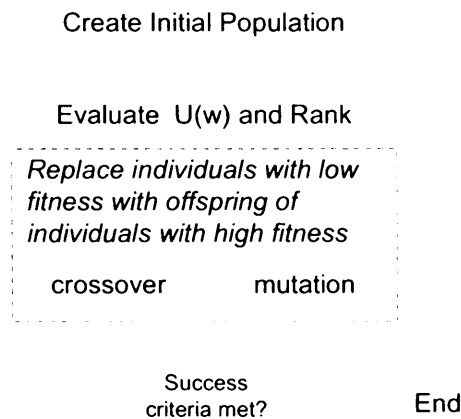 Create Initial Population
Evaluate U(w) and Rank
Replace individuals with low
fitness with offspring of
individuals with high fitness
crossover mutation
Success
criteria met? End